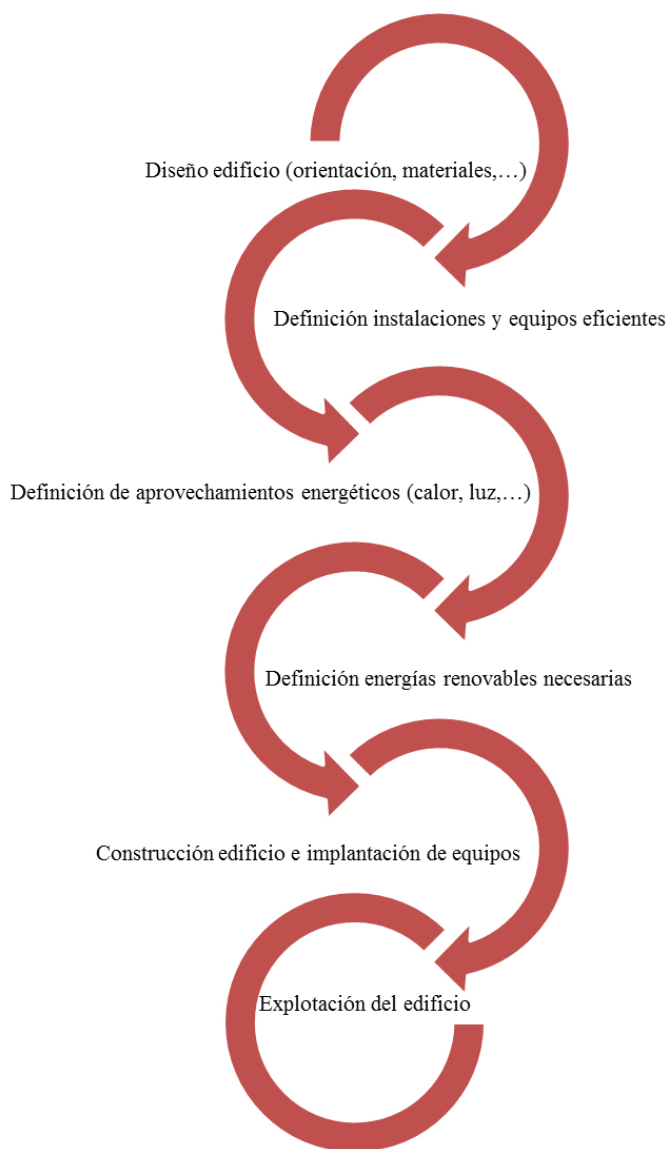 Diseño edificio (orientación, materiales,…)
Definición instalaciones y equipos eficientes
Definición de aprovechamientos energéticos (calor, luz,…)
Definición energías renovables necesarias
Construcción edificio e implantación de equipos
Explotación del edificio